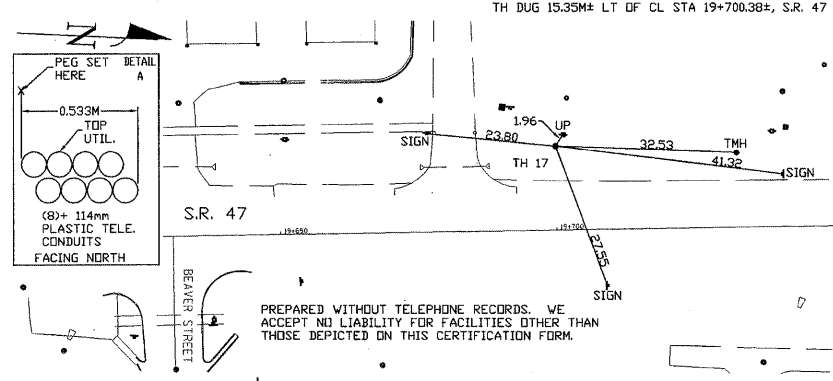 TH DUG 15.35M± LT OF CL STA 19+700.38±, S.R. 47
N
PEG SET
HERE
DETAIL
A
0.533M
TOP
UTIL.
(8)+ 114mm
PLASTIC TELE.
CONDUITS
FACING NORTH
SIGN
23.80
1.96
UP
TH 17
32.53
TMH
41.32
SIGN
S.R. 47
19+650
19+700
27.55
SIGN
BEAVER STREET
PREPARED WITHOUT TELEPHONE RECORDS. WE
ACCEPT NO LIABILITY FOR FACILITIES OTHER THAN
THOSE DEPICTED ON THIS CERTIFICATION FORM.